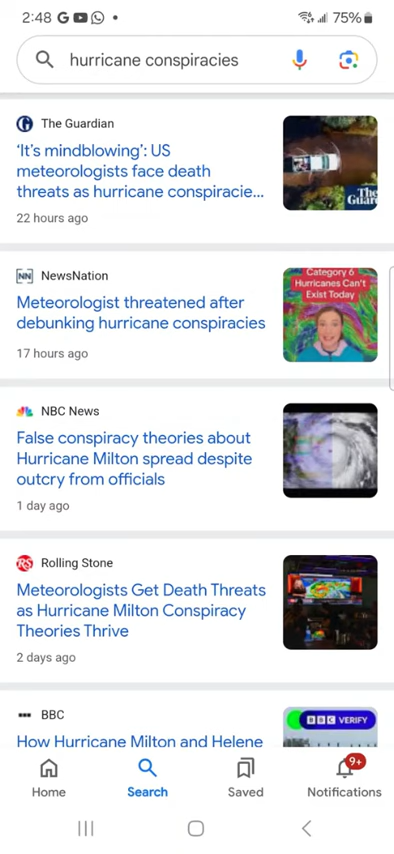 2:48
75%
hurricane conspiracies
The Guardian
‘It’s mindblowing’: US
meteorologists face death
threats as hurricane conspiracie...
22 hours ago
The
Guar
NN NewsNation
Meteorologist threatened after
debunking hurricane conspiracies
17 hours ago
Category 6
Hurricanes Can't
Exist Today
NBC News
False conspiracy theories about
Hurricane Milton spread despite
outcry from officials
1 day ago
RS Rolling Stone
Meteorologists Get Death Threats
as Hurricane Milton Conspiracy
Theories Thrive
2 days ago
BBC
How Hurricane Milton and Helene
BBC VERIFY
9+
Home
Search
Saved
Notifications